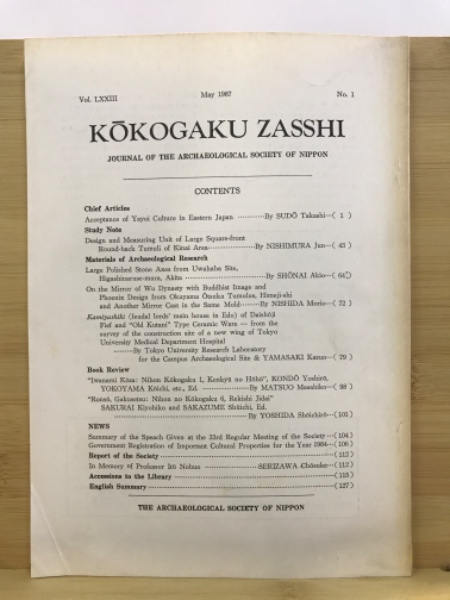 Vol. LXXIII May 1987 No. 1
KŌKOGAKU ZASSHI
JOURNAL OF THE ARCHAEOLOGICAL SOCIETY OF NIPPON
CONTENTS
Chief Articles
Acceptance of Yayoi Culture in Eastern Japan ············By SUDŌ Takashi···( 1 )
Study Note
Design and Measuring Unit of Large Square-front
Round-back Tumuli of Kinai Area··················By NISHIMURA Jun···( 43 )
Materials of Archaeological Research
Large Polished Stone Axes from Uwahaba Site,
Higashinaruse-mura, Akita ··················By SHŌNAI Akio···( 64 )
On the Mirror of Wu Dynasty with Buddhist Image and
Phoenix Design from Okayama Ōtsuka Tumulus, Himeji-shi
and Another Mirror Cast in the Same Mold······By NISHIDA Morio···( 72 )
Kamiyashiki (feudal lords' main house in Edo) of Daishōji
Fief and "Old Kutani" Type Ceramic Ware — from the
survey of the construction site of a new wing of Tokyo
University Medical Department Hospital
······By Tokyo University Research Laboratory
for the Campus Archaeological Site & YAMASAKI Kazuo···( 79 )
Book Review
"Iwanami Kōza: Nihon Kōkogaku 1, Kenkyu no Hōhō", KONDŌ Yoshirō,
YOKOYAMA Kōichi, etc., Ed. ··················By MATSUO Masahiko···( 98 )
"Ronsō, Gakusetsu: Nihon no Kōkogaku 6, Rekishi Jidai"
SAKURAI Kiyohiko and SAKAZUME Shūichi, Ed.
··················By YOSHIDA Shōichirō···(101)
NEWS
Summary of the Speach Given at the 33rd Regular Meeting of the Society···(104)
Government Registration of Important Cultural Properties for the Year 1984···(106)
Report of the Society··················(112)
In Memory of Professor Itō Nobuo ··················SERIZAWA Chōsuke···(112)
Accessions to the Library··················(115)
English Summary··················(127)
THE ARCHAEOLOGICAL SOCIETY OF NIPPON